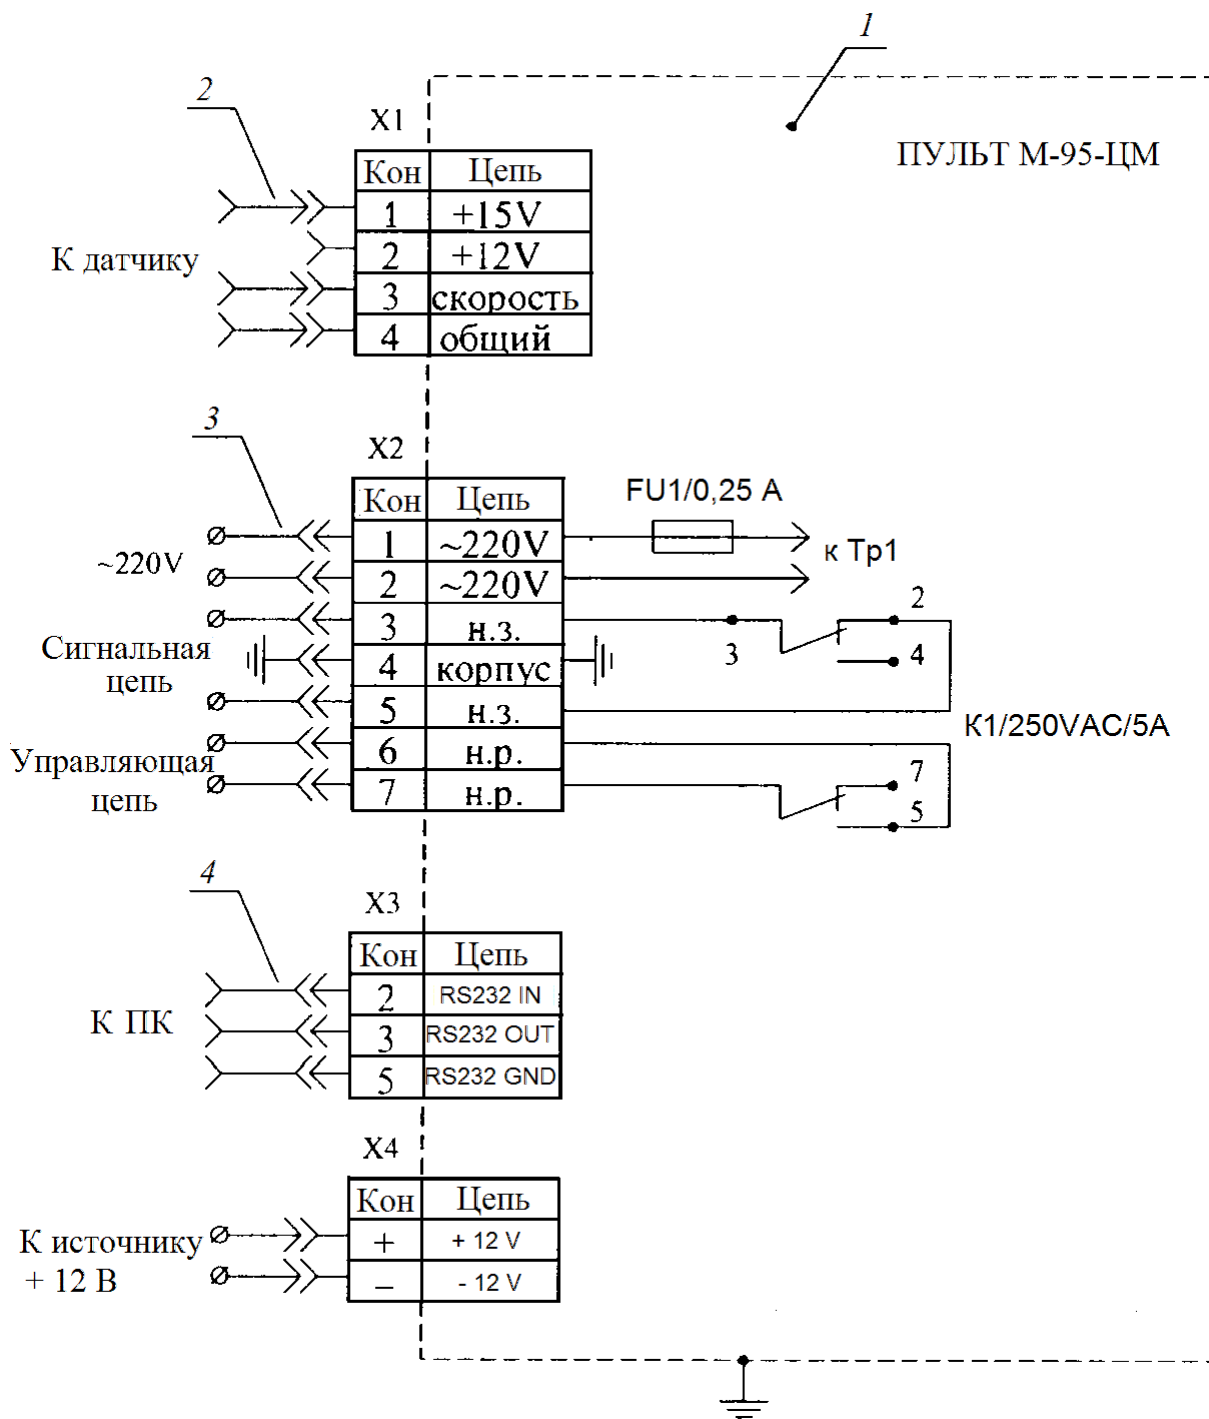 1
2
X1
ПУЛЬТ М-95-ЦМ
Кон Цепь
1 +15V
2 +12V
3 скорость
4 общий
К датчику
3
X2
Кон Цепь
1 ~220V
2 ~220V
3 н.з.
4 корпус
5 н.з.
6 н.р.
7 н.р.
~220V
Сигнальная
цепь
Управляющая
цепь
FU1/0,25 А
к Тр1
2
3
4
К1/250VAC/5A
7
5
4
X3
Кон Цепь
2 RS232 IN
3 RS232 OUT
5 RS232 GND
К ПК
X4
Кон Цепь
+ + 12 V
– - 12 V
К источнику
+ 12 В